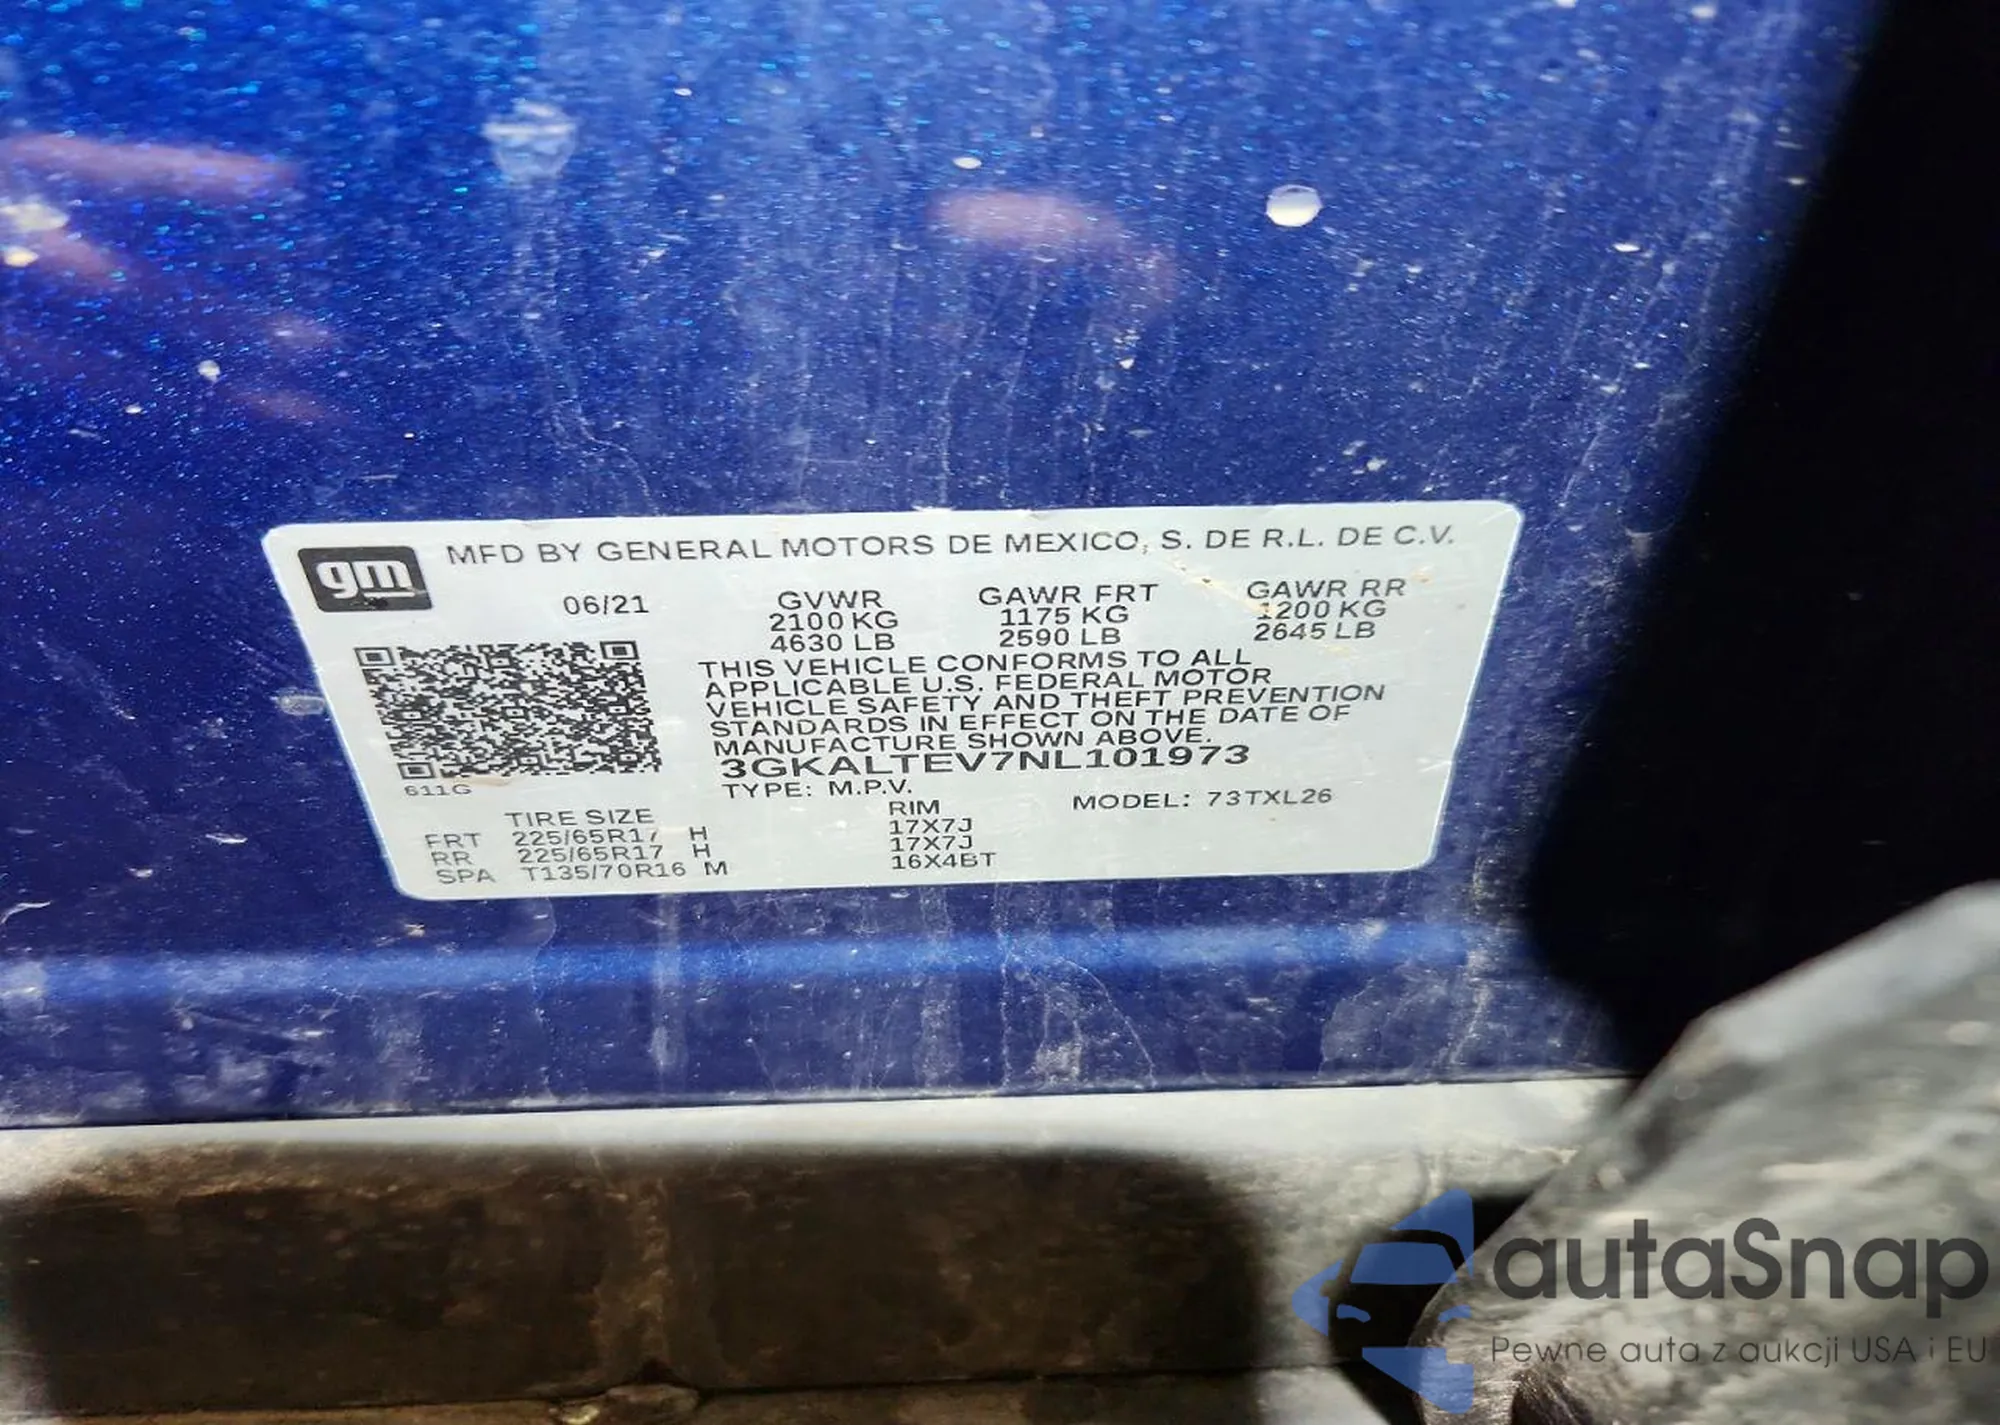 gm MFD BY GENERAL MOTORS DE MEXICO, S. DE R.L. DE C.V.
06/21 GVWR GAWR FRT GAWR RR
2100 KG 1175 KG 1200 KG
4630 LB 2590 LB 2645 LB
THIS VEHICLE CONFORMS TO ALL
APPLICABLE U.S. FEDERAL MOTOR
VEHICLE SAFETY AND THEFT PREVENTION
STANDARDS IN EFFECT ON THE DATE OF
MANUFACTURE SHOWN ABOVE.
3GKALTEV7NL101973
611G TYPE: M.P.V. MODEL: 73TXL26
TIRE SIZE RIM
FRT 225/65R17 H 17X7J
RR 225/65R17 H 17X7J
SPA T135/70R16 M 16X4BT
autaSnap
Pewne auta z aukcji USA i EU